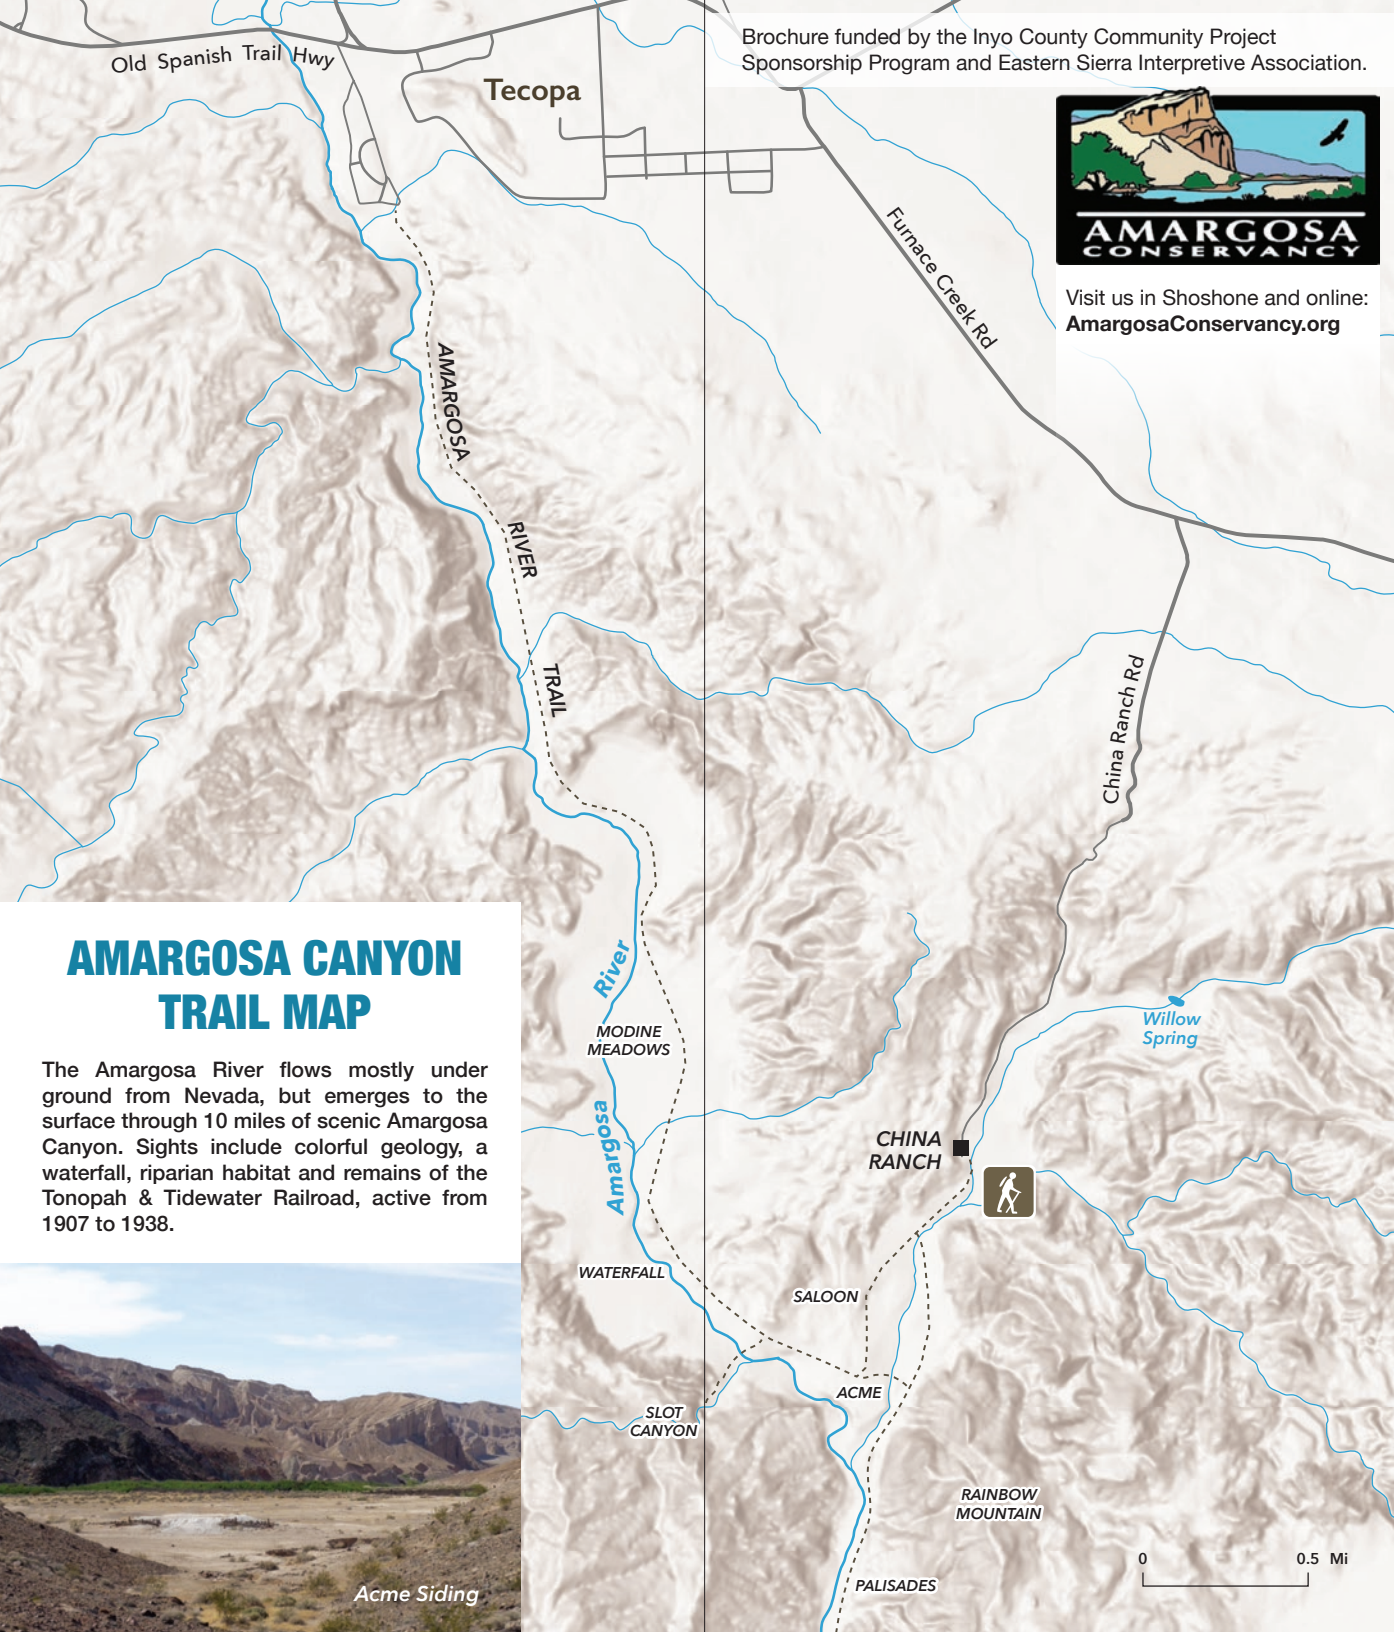 Brochure funded by the Inyo County Community Project
Sponsorship Program and Eastern Sierra Interpretive Association.
Old Spanish Trail Hwy
Tecopa
AMARGOSA
CONSERVANCY
Visit us in Shoshone and online:
AmargosaConservancy.org
Furnace Creek Rd
AMARGOSA
RIVER
TRAIL
China Ranch Rd
AMARGOSA CANYON
TRAIL MAP
The Amargosa River flows mostly under
ground from Nevada, but emerges to the
surface through 10 miles of scenic Amargosa
Canyon. Sights include colorful geology, a
waterfall, riparian habitat and remains of the
Tonopah & Tidewater Railroad, active from
1907 to 1938.
River
MODINE
MEADOWS
Amargosa
Willow
Spring
CHINA
RANCH
WATERFALL
SALOON
ACME
SLOT
CANYON
RAINBOW
MOUNTAIN
PALISADES
0 0.5 Mi
Acme Siding